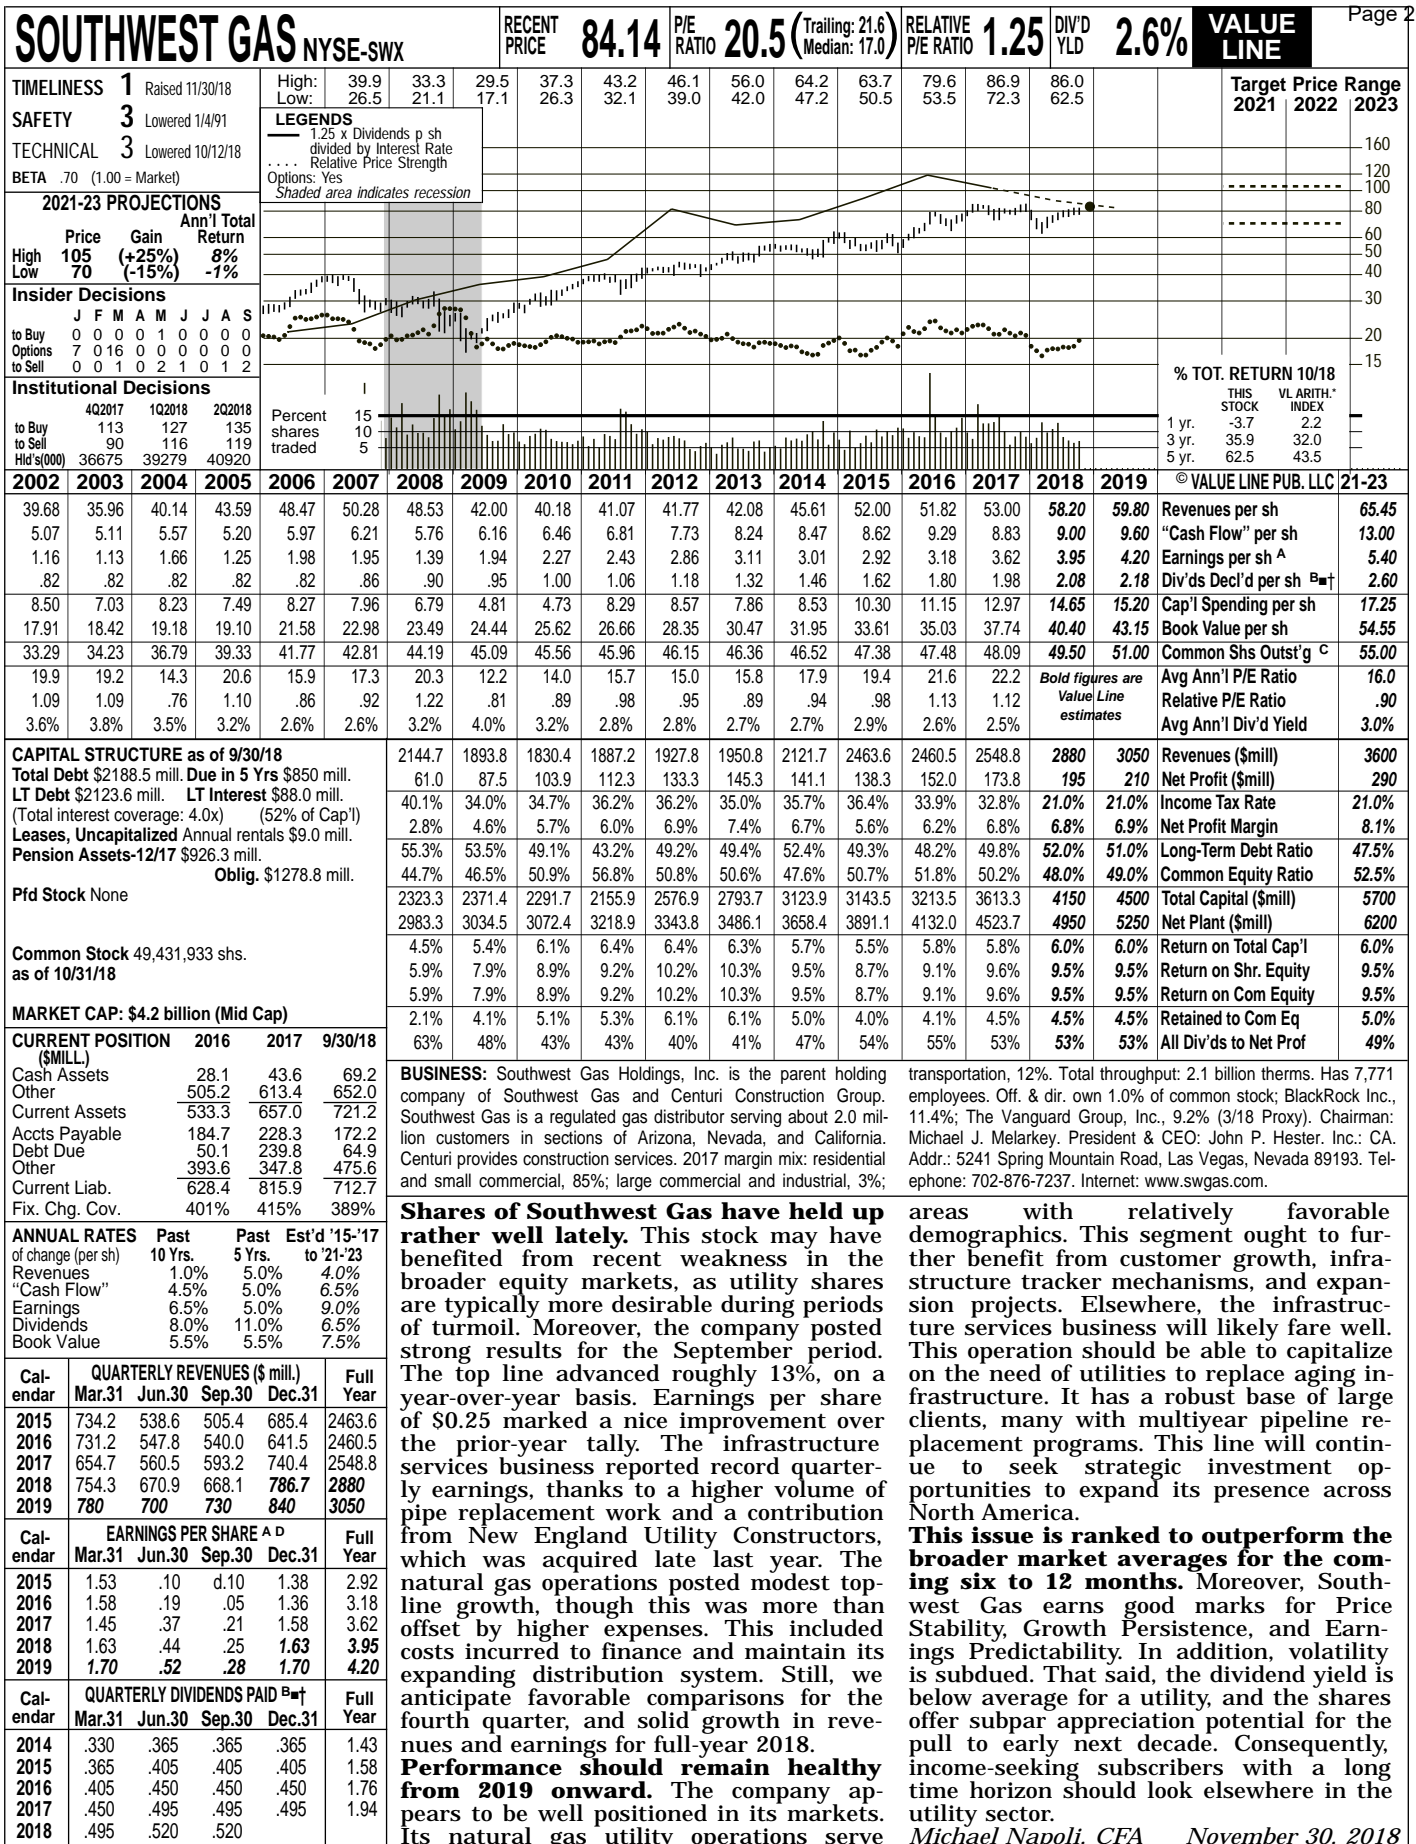 Page 2
SOUTHWEST GAS NYSE-SWX
RECENT PRICE 84.14 P/E RATIO 20.5 (Trailing: 21.6 Median: 17.0) RELATIVE P/E RATIO 1.25 DIV'D YLD 2.6% VALUE LINE
TIMELINESS 1 Raised 11/30/18
SAFETY 3 Lowered 1/4/91
TECHNICAL 3 Lowered 10/12/18
BETA .70 (1.00 = Market)
2021-23 PROJECTIONS
Ann'l Total
Price Gain Return
High 105 (+25%) 8%
Low 70 (-15%) -1%
Insider Decisions
J F M A M J J A S
to Buy 0 0 0 0 1 0 0 0 0
Options 7 0 16 0 0 0 0 0 0
to Sell 0 0 1 0 2 1 0 1 2
Institutional Decisions
4Q2017 1Q2018 2Q2018
to Buy 113 127 135
to Sell 90 116 119
Hld's(000) 36675 39279 40920
High: 39.9 33.3 29.5 37.3 43.2 46.1 56.0 64.2 63.7 79.6 86.9 86.0
Low: 26.5 21.1 17.1 26.3 32.1 39.0 42.0 47.2 50.5 53.5 72.3 62.5
LEGENDS
1.25 x Dividends p sh
divided by Interest Rate
. . . . Relative Price Strength
Options: Yes
Shaded area indicates recession
Target Price Range
2021 2022 2023
160
120
100
80
60
50
40
30
20
15
Percent 15
shares 10
traded 5
% TOT. RETURN 10/18
THIS VL ARITH.*
STOCK INDEX
1 yr. -3.7 2.2
3 yr. 35.9 32.0
5 yr. 62.5 43.5
2002 2003 2004 2005 2006 2007 2008 2009 2010 2011 2012 2013 2014 2015 2016 2017 2018 2019 © VALUE LINE PUB. LLC 21-23
39.68 35.96 40.14 43.59 48.47 50.28 48.53 42.00 40.18 41.07 41.77 42.08 45.61 52.00 51.82 53.00 58.20 59.80 Revenues per sh 65.45
5.07 5.11 5.57 5.20 5.97 6.21 5.76 6.16 6.46 6.81 7.73 8.24 8.47 8.62 9.29 8.83 9.00 9.60 “Cash Flow” per sh 13.00
1.16 1.13 1.66 1.25 1.98 1.95 1.39 1.94 2.27 2.43 2.86 3.11 3.01 2.92 3.18 3.62 3.95 4.20 Earnings per sh A 5.40
.82 .82 .82 .82 .82 .86 .90 .95 1.00 1.06 1.18 1.32 1.46 1.62 1.80 1.98 2.08 2.18 Div'ds Decl'd per sh B■† 2.60
8.50 7.03 8.23 7.49 8.27 7.96 6.79 4.81 4.73 8.29 8.57 7.86 8.53 10.30 11.15 12.97 14.65 15.20 Cap'l Spending per sh 17.25
17.91 18.42 19.18 19.10 21.58 22.98 23.49 24.44 25.62 26.66 28.35 30.47 31.95 33.61 35.03 37.74 40.40 43.15 Book Value per sh 54.55
33.29 34.23 36.79 39.33 41.77 42.81 44.19 45.09 45.56 45.96 46.15 46.36 46.52 47.38 47.48 48.09 49.50 51.00 Common Shs Outst'g C 55.00
19.9 19.2 14.3 20.6 15.9 17.3 20.3 12.2 14.0 15.7 15.0 15.8 17.9 19.4 21.6 22.2 Bold figures are Avg Ann'l P/E Ratio 16.0
1.09 1.09 .76 1.10 .86 .92 1.22 .81 .89 .98 .95 .89 .94 .98 1.13 1.12 Value Line Relative P/E Ratio .90
3.6% 3.8% 3.5% 3.2% 2.6% 2.6% 3.2% 4.0% 3.2% 2.8% 2.8% 2.7% 2.7% 2.9% 2.6% 2.5% estimates Avg Ann'l Div'd Yield 3.0%
CAPITAL STRUCTURE as of 9/30/18
Total Debt $2188.5 mill. Due in 5 Yrs $850 mill.
LT Debt $2123.6 mill. LT Interest $88.0 mill.
(Total interest coverage: 4.0x) (52% of Cap'l)
Leases, Uncapitalized Annual rentals $9.0 mill.
Pension Assets-12/17 $926.3 mill.
Oblig. $1278.8 mill.
Pfd Stock None
Common Stock 49,431,933 shs.
as of 10/31/18
MARKET CAP: $4.2 billion (Mid Cap)
2144.7 1893.8 1830.4 1887.2 1927.8 1950.8 2121.7 2463.6 2460.5 2548.8 2880 3050 Revenues ($mill) 3600
61.0 87.5 103.9 112.3 133.3 145.3 141.1 138.3 152.0 173.8 195 210 Net Profit ($mill) 290
40.1% 34.0% 34.7% 36.2% 36.2% 35.0% 35.7% 36.4% 33.9% 32.8% 21.0% 21.0% Income Tax Rate 21.0%
2.8% 4.6% 5.7% 6.0% 6.9% 7.4% 6.7% 5.6% 6.2% 6.8% 6.8% 6.9% Net Profit Margin 8.1%
55.3% 53.5% 49.1% 43.2% 49.2% 49.4% 52.4% 49.3% 48.2% 49.8% 52.0% 51.0% Long-Term Debt Ratio 47.5%
44.7% 46.5% 50.9% 56.8% 50.8% 50.6% 47.6% 50.7% 51.8% 50.2% 48.0% 49.0% Common Equity Ratio 52.5%
2323.3 2371.4 2291.7 2155.9 2576.9 2793.7 3123.9 3143.5 3213.5 3613.3 4150 4500 Total Capital ($mill) 5700
2983.3 3034.5 3072.4 3218.9 3343.8 3486.1 3658.4 3891.1 4132.0 4523.7 4950 5250 Net Plant ($mill) 6200
4.5% 5.4% 6.1% 6.4% 6.4% 6.3% 5.7% 5.5% 5.8% 5.8% 6.0% 6.0% Return on Total Cap'l 6.0%
5.9% 7.9% 8.9% 9.2% 10.2% 10.3% 9.5% 8.7% 9.1% 9.6% 9.5% 9.5% Return on Shr. Equity 9.5%
5.9% 7.9% 8.9% 9.2% 10.2% 10.3% 9.5% 8.7% 9.1% 9.6% 9.5% 9.5% Return on Com Equity 9.5%
2.1% 4.1% 5.1% 5.3% 6.1% 6.1% 5.0% 4.0% 4.1% 4.5% 4.5% 4.5% Retained to Com Eq 5.0%
63% 48% 43% 43% 40% 41% 47% 54% 55% 53% 53% 53% All Div'ds to Net Prof 49%
CURRENT POSITION 2016 2017 9/30/18
($MILL.)
Cash Assets 28.1 43.6 69.2
Other 505.2 613.4 652.0
Current Assets 533.3 657.0 721.2
Accts Payable 184.7 228.3 172.2
Debt Due 50.1 239.8 64.9
Other 393.6 347.8 475.6
Current Liab. 628.4 815.9 712.7
Fix. Chg. Cov. 401% 415% 389%
ANNUAL RATES Past Past Est'd '15-'17
of change (per sh) 10 Yrs. 5 Yrs. to '21-'23
Revenues 1.0% 5.0% 4.0%
“Cash Flow” 4.5% 5.0% 6.5%
Earnings 6.5% 5.0% 9.0%
Dividends 8.0% 11.0% 6.5%
Book Value 5.5% 5.5% 7.5%
Cal- QUARTERLY REVENUES ($ mill.) Full
endar Mar.31 Jun.30 Sep.30 Dec.31 Year
2015 734.2 538.6 505.4 685.4 2463.6
2016 731.2 547.8 540.0 641.5 2460.5
2017 654.7 560.5 593.2 740.4 2548.8
2018 754.3 670.9 668.1 786.7 2880
2019 780 700 730 840 3050
Cal- EARNINGS PER SHARE A D Full
endar Mar.31 Jun.30 Sep.30 Dec.31 Year
2015 1.53 .10 d.10 1.38 2.92
2016 1.58 .19 .05 1.36 3.18
2017 1.45 .37 .21 1.58 3.62
2018 1.63 .44 .25 1.63 3.95
2019 1.70 .52 .28 1.70 4.20
Cal- QUARTERLY DIVIDENDS PAID B■† Full
endar Mar.31 Jun.30 Sep.30 Dec.31 Year
2014 .330 .365 .365 .365 1.43
2015 .365 .405 .405 .405 1.58
2016 .405 .450 .450 .450 1.76
2017 .450 .495 .495 .495 1.94
2018 .495 .520 .520
BUSINESS: Southwest Gas Holdings, Inc. is the parent holding
company of Southwest Gas and Centuri Construction Group.
Southwest Gas is a regulated gas distributor serving about 2.0 mil-
lion customers in sections of Arizona, Nevada, and California.
Centuri provides construction services. 2017 margin mix: residential
and small commercial, 85%; large commercial and industrial, 3%;
transportation, 12%. Total throughput: 2.1 billion therms. Has 7,771
employees. Off. & dir. own 1.0% of common stock; BlackRock Inc.,
11.4%; The Vanguard Group, Inc., 9.2% (3/18 Proxy). Chairman:
Michael J. Melarkey. President & CEO: John P. Hester. Inc.: CA.
Addr.: 5241 Spring Mountain Road, Las Vegas, Nevada 89193. Tel-
ephone: 702-876-7237. Internet: www.swgas.com.
Shares of Southwest Gas have held up
rather well lately. This stock may have
benefited from recent weakness in the
broader equity markets, as utility shares
are typically more desirable during periods
of turmoil. Moreover, the company posted
strong results for the September period.
The top line advanced roughly 13%, on a
year-over-year basis. Earnings per share
of $0.25 marked a nice improvement over
the prior-year tally. The infrastructure
services business reported record quarter-
ly earnings, thanks to a higher volume of
pipe replacement work and a contribution
from New England Utility Constructors,
which was acquired late last year. The
natural gas operations posted modest top-
line growth, though this was more than
offset by higher expenses. This included
costs incurred to finance and maintain its
expanding distribution system. Still, we
anticipate favorable comparisons for the
fourth quarter, and solid growth in reve-
nues and earnings for full-year 2018.
Performance should remain healthy
from 2019 onward. The company ap-
pears to be well positioned in its markets.
Its natural gas utility operations serve
areas with relatively favorable
demographics. This segment ought to fur-
ther benefit from customer growth, infra-
structure tracker mechanisms, and expan-
sion projects. Elsewhere, the infrastruc-
ture services business will likely fare well.
This operation should be able to capitalize
on the need of utilities to replace aging in-
frastructure. It has a robust base of large
clients, many with multiyear pipeline re-
placement programs. This line will contin-
ue to seek strategic investment op-
portunities to expand its presence across
North America.
This issue is ranked to outperform the
broader market averages for the com-
ing six to 12 months. Moreover, South-
west Gas earns good marks for Price
Stability, Growth Persistence, and Earn-
ings Predictability. In addition, volatility
is subdued. That said, the dividend yield is
below average for a utility, and the shares
offer subpar appreciation potential for the
pull to early next decade. Consequently,
income-seeking subscribers with a long
time horizon should look elsewhere in the
utility sector.
Michael Napoli, CFA November 30, 2018